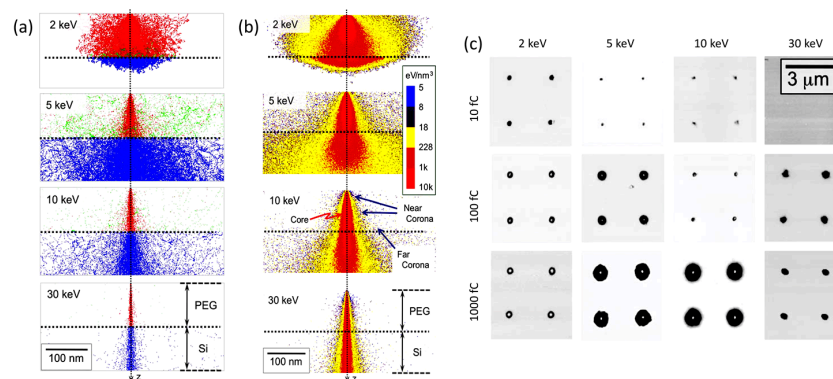 (a)
2 keV
5 keV
10 keV
30 keV
PEG
Si
100 nm
(b)
2 keV
eV/nm³
5
8
18
228
1k
10k
5 keV
10 keV
Core
Near
Corona
Far
Corona
30 keV
PEG
Si
100 nm
(c)
2 keV
5 keV
10 keV
30 keV
3 μm
10 fC
100 fC
1000 fC